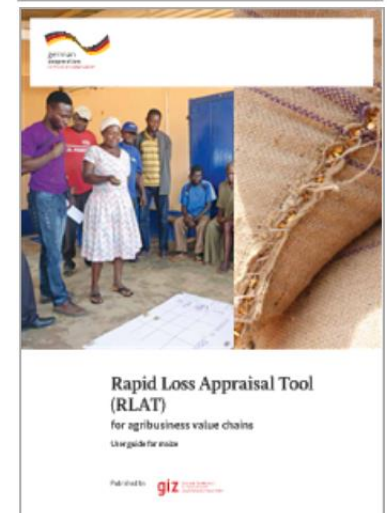 german
cooperation
Rapid Loss Appraisal Tool
(RLAT)
for agribusiness value chains
User guide for maize
Published by
giz